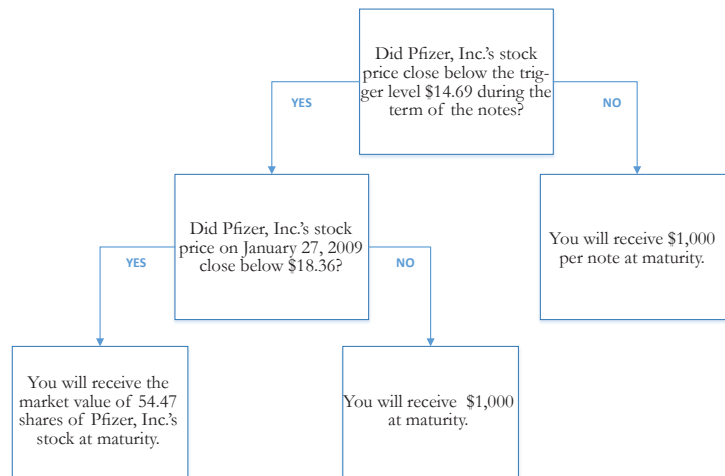 Did Pfizer, Inc.'s stock
price close below the trig-
ger level $14.69 during the
term of the notes?
YES
NO
Did Pfizer, Inc.'s stock
price on January 27, 2009
close below $18.36?
You will receive $1,000
per note at maturity.
YES
NO
You will receive the
market value of 54.47
shares of Pfizer, Inc.'s
stock at maturity.
You will receive  $1,000
at maturity.